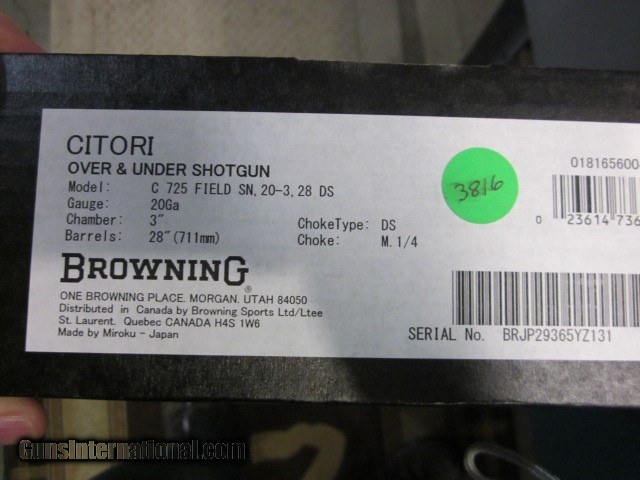 CITORI
OVER & UNDER SHOTGUN
Model: C 725 FIELD SN, 20-3, 28 DS
Gauge: 20Ga
Chamber: 3" ChokeType: DS
Barrels: 28"(711mm) Choke: M.1/4
BROWNING®
ONE BROWNING PLACE. MORGAN. UTAH 84050
Distributed in Canada by Browning Sports Ltd/Ltee
St. Laurent. Quebec CANADA H4S 1W6
Made by Miroku - Japan
3816
018165600
0 23614 736
SERIAL No. BRJP29365YZ131
GunsInternational.com